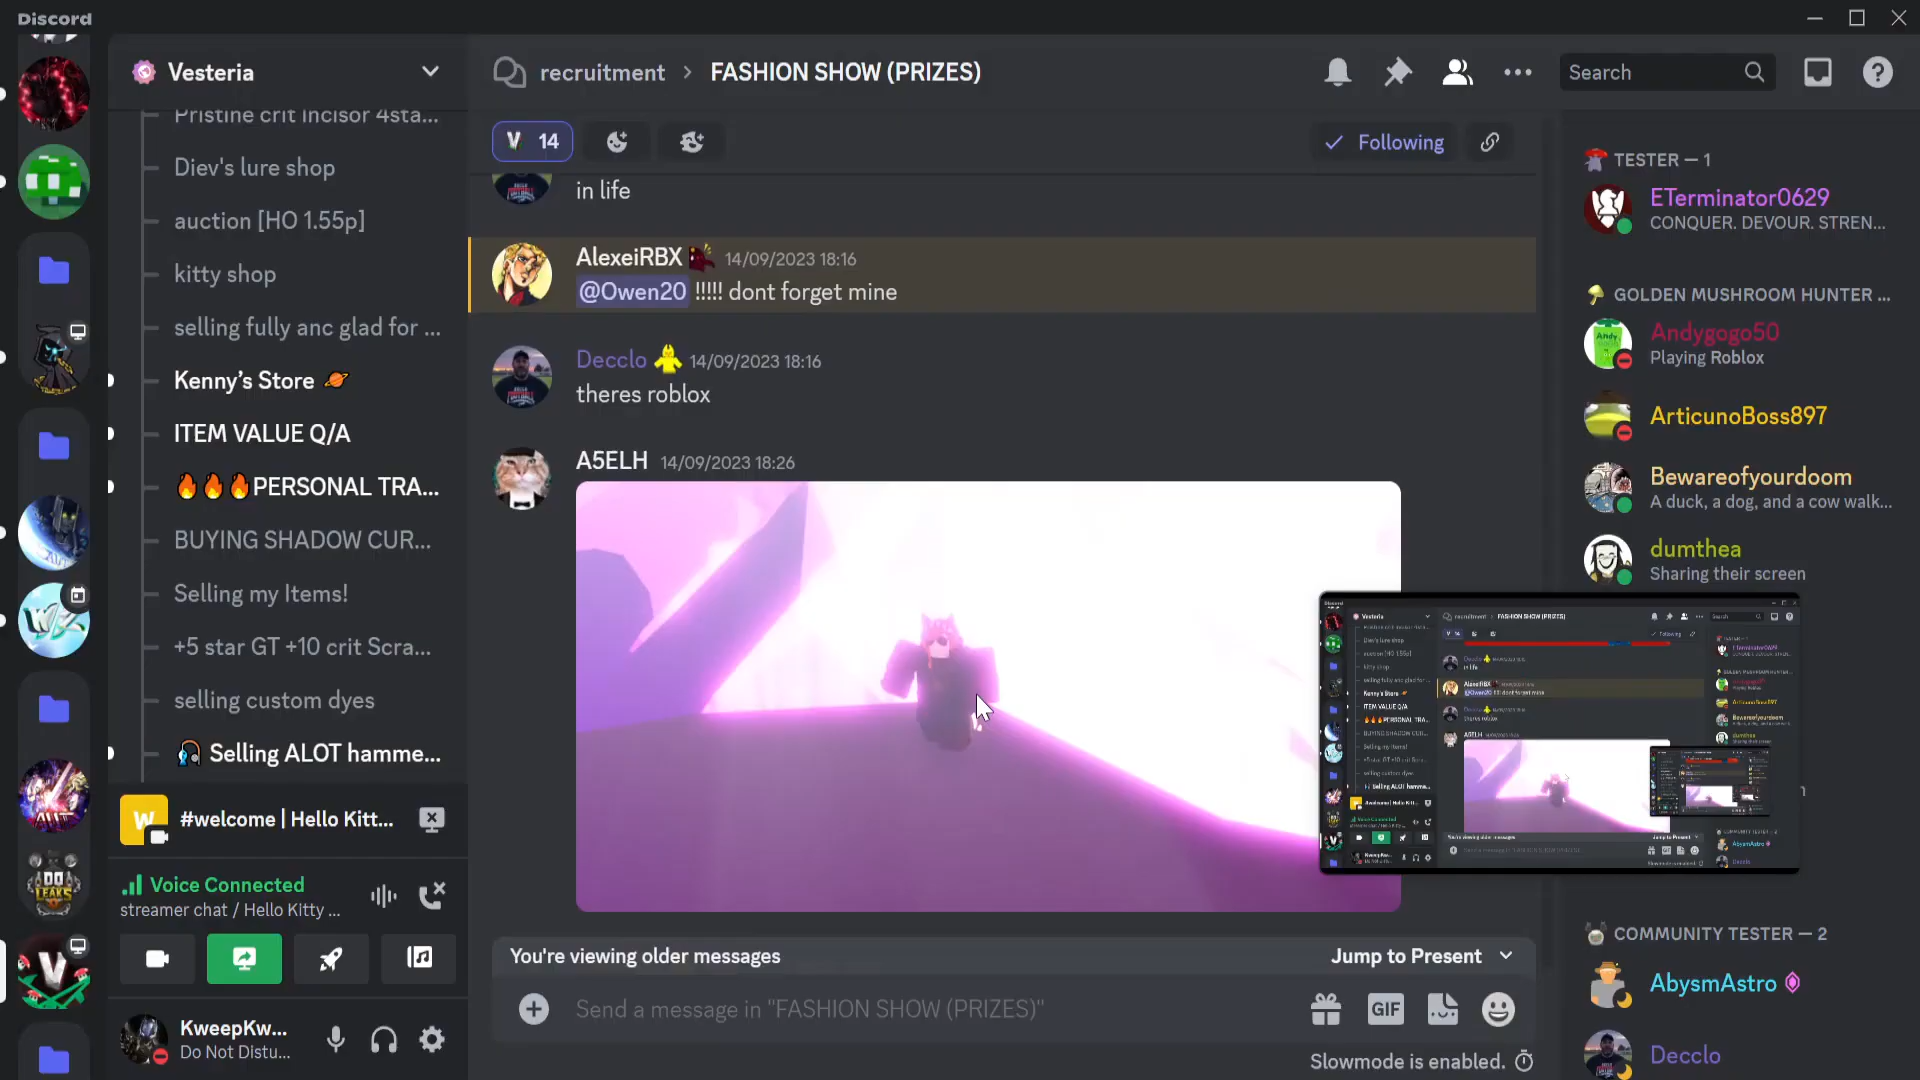 Discord
Vesteria
Pristine crit Incisor 4sta...
Diev's lure shop
auction [HO 1.55p]
kitty shop
selling fully anc glad for ...
Kenny's Store
ITEM VALUE Q/A
PERSONAL TRA...
BUYING SHADOW CUR...
Selling my Items!
+5 star GT +10 crit Scra...
selling custom dyes
Selling ALOT hamme...
W
#welcome | Hello Kitt...
Voice Connected
streamer chat / Hello Kitty ...
KweepKw...
Do Not Distu...
recruitment > FASHION SHOW (PRIZES)
Search
V 14
Following
in life
AlexeiRBX 14/09/2023 18:16
@Owen20 !!!!! dont forget mine
Decclo 14/09/2023 18:16
theres roblox
A5ELH 14/09/2023 18:26
You're viewing older messages
Jump to Present
Send a message in "FASHION SHOW (PRIZES)"
GIF
Slowmode is enabled.
TESTER — 1
ETerminator0629
CONQUER. DEVOUR. STREN...
GOLDEN MUSHROOM HUNTER ...
Andygogo50
Playing Roblox
ArticunoBoss897
Bewareofyourdoom
A duck, a dog, and a cow walk...
dumthea
Sharing their screen
COMMUNITY TESTER — 2
AbysmAstro
Decclo